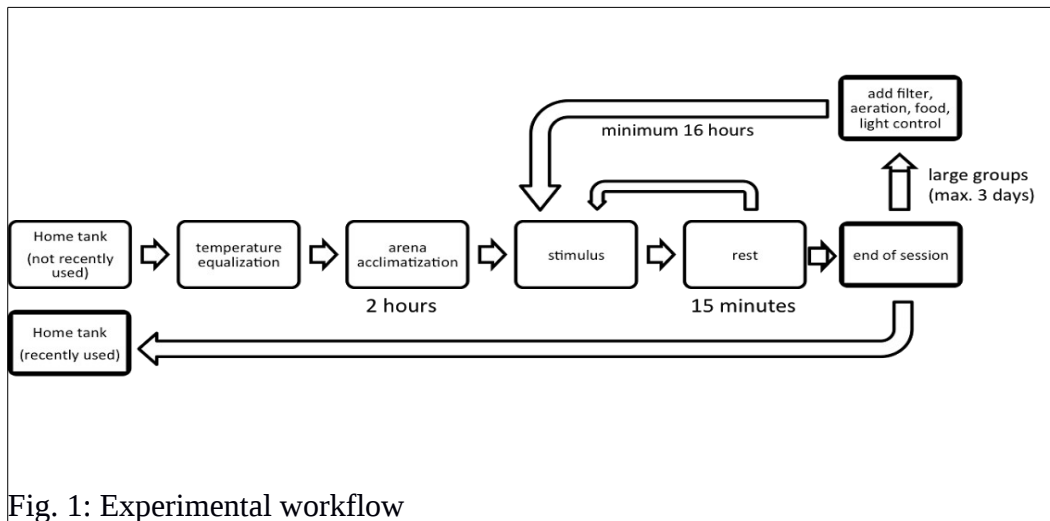 add filter,
aeration, food,
light control
minimum 16 hours
large groups
(max. 3 days)
Home tank
(not recently
used)
temperature
equalization
arena
acclimatization
stimulus
rest
end of session
2 hours
15 minutes
Home tank
(recently used)
Fig. 1: Experimental workflow